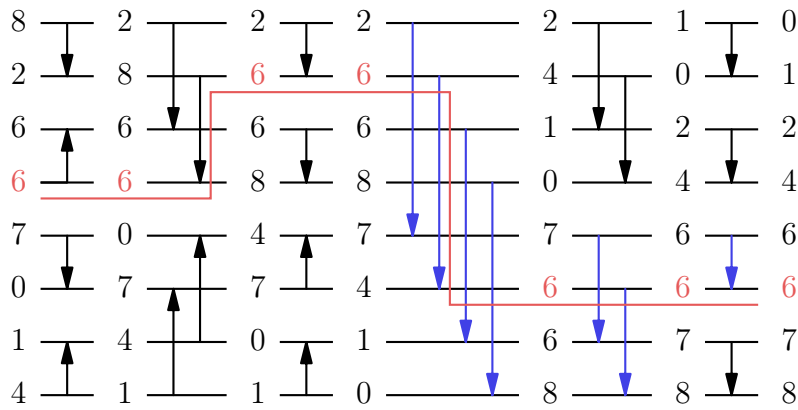 8 2 2 2 2 1 0
2 8 6 6 4 0 1
6 6 6 6 1 2 2
6 6 8 8 0 4 4
7 0 4 7 7 6 6
0 7 7 4 6 6 6
1 4 0 1 6 7 7
4 1 1 0 8 8 8